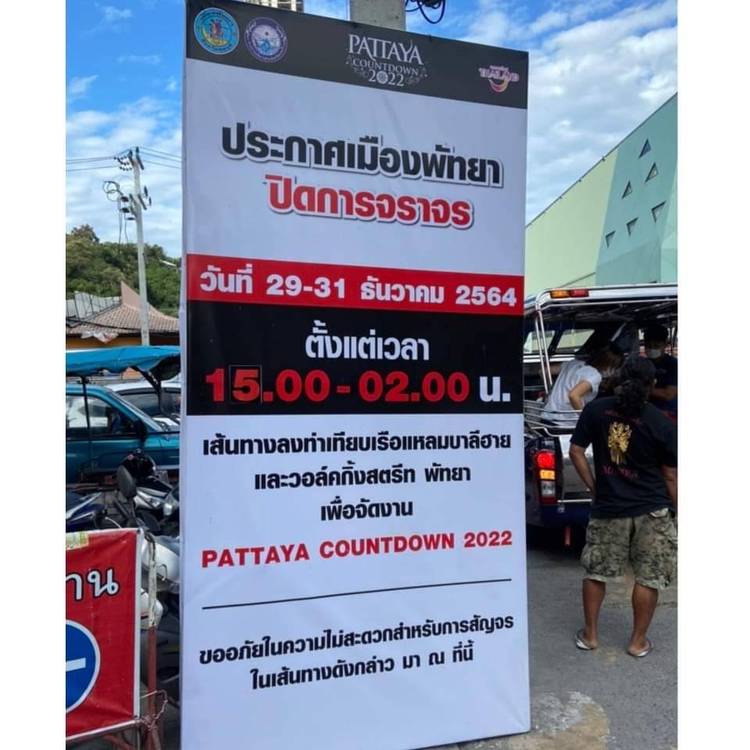 PATTAYA
COUNTDOWN
2022
THAILAND
ประกาศเมืองพัทยา
ปิดการจราจร
วันที่ 29-31 ธันวาคม 2564
ตั้งแต่เวลา
15.00 - 02.00 น.
เส้นทางลงท่าเทียบเรือแหลมบาลีฮาย
และวอล์คกิ้งสตรีท พัทยา
เพื่อจัดงาน
PATTAYA COUNTDOWN 2022
ขออภัยในความไม่สะดวกสำหรับการสัญจร
ในเส้นทางดังกล่าว มา ณ ที่นี้